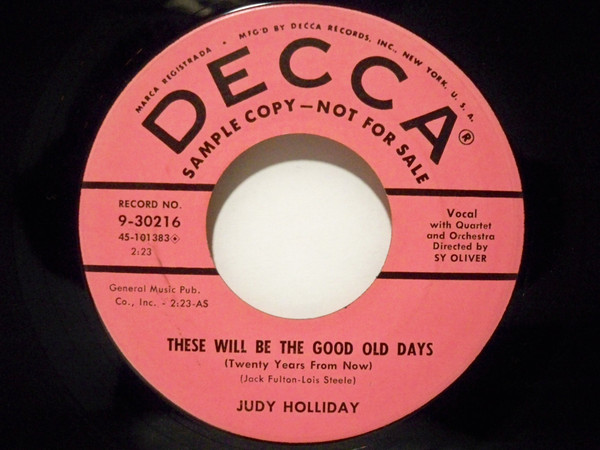 MARCA REGISTRADA • MF'D BY DECCA RECORDS, INC., NEW YORK, U. S. A.
DECCA®
SAMPLE COPY—NOT FOR SALE
RECORD NO.
9-30216
45-101383
2:23
Vocal
with Quartet
and Orchestra
Directed by
SY OLIVER
General Music Pub.
Co., Inc. - 2:23-AS
THESE WILL BE THE GOOD OLD DAYS
(Twenty Years From Now)
(Jack Fulton-Lois Steele)
JUDY HOLLIDAY